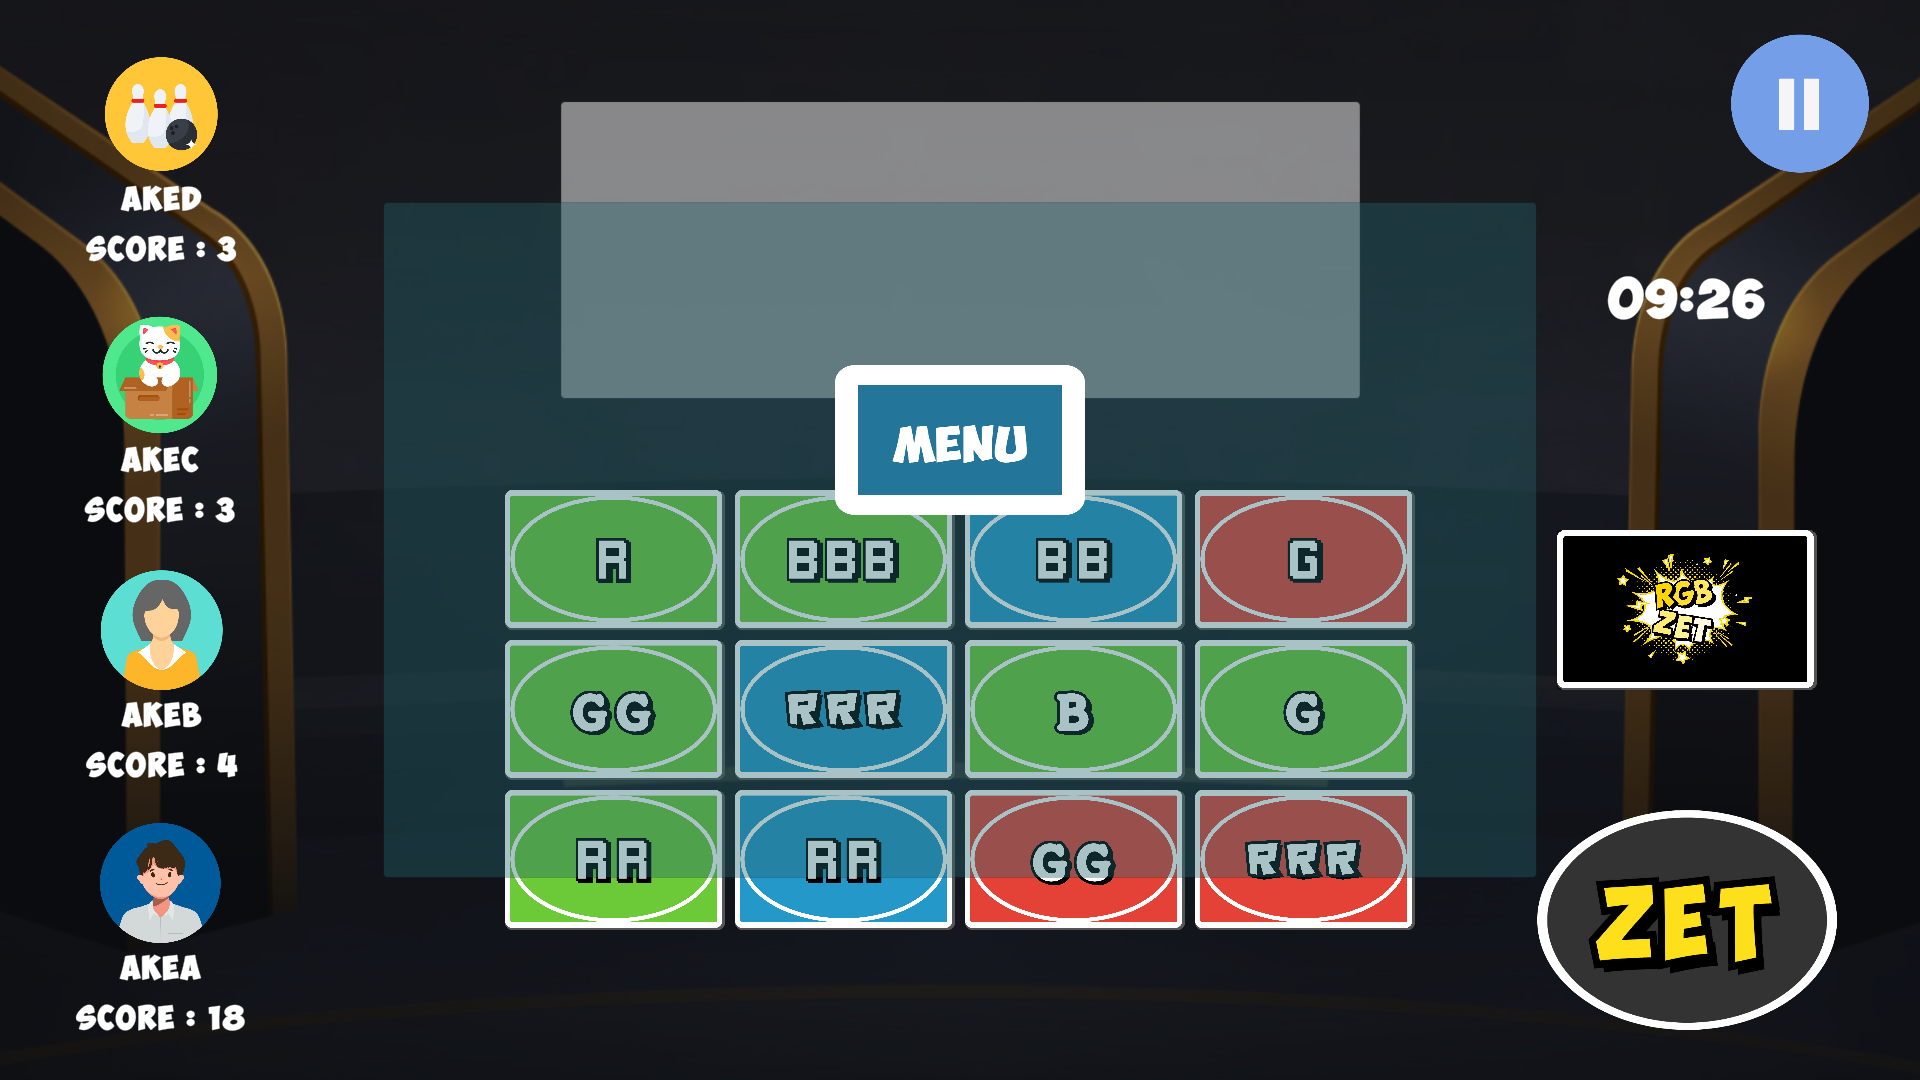 AKED
SCORE : 3
AKEC
SCORE : 3
AKEB
SCORE : 4
AKEA
SCORE : 18
MENU
R
BBB
BB
G
GG
RRR
B
G
RR
RR
GG
RRR
09:26
RGB
ZET
ZET